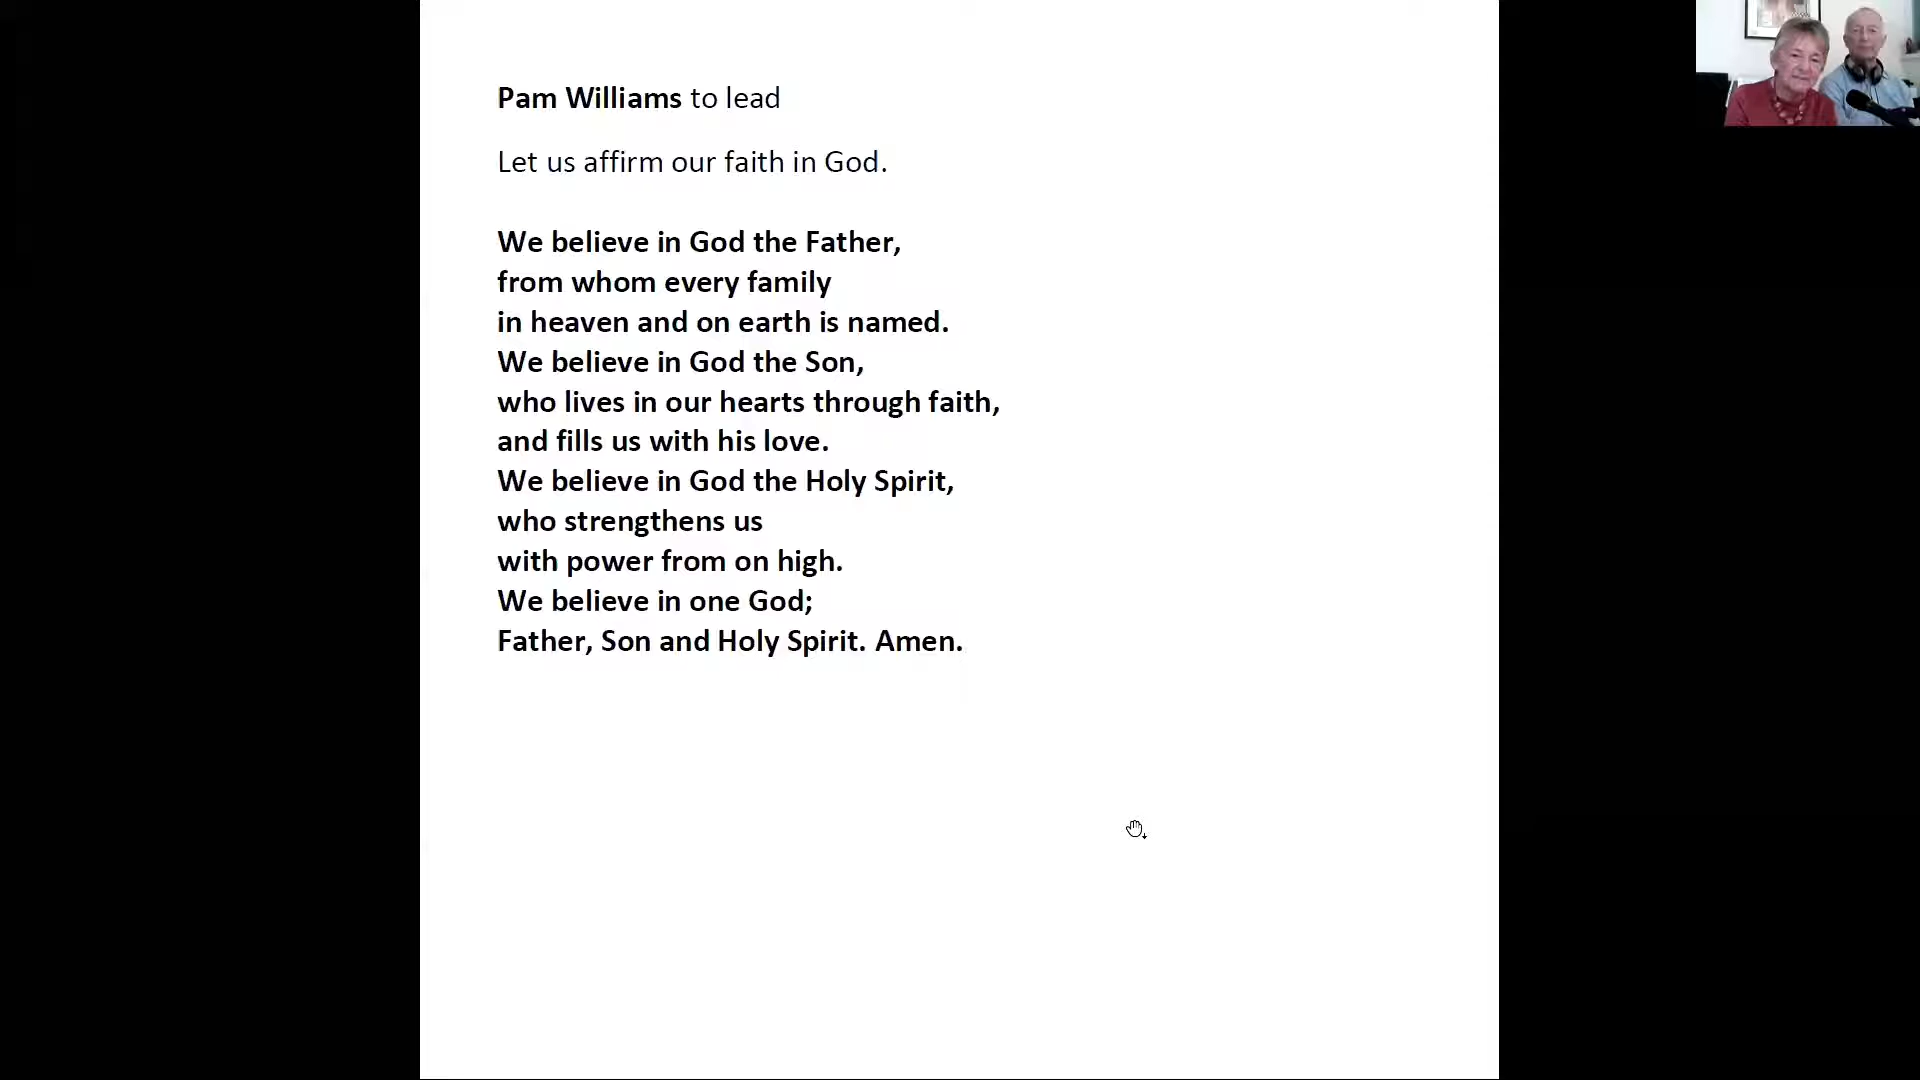 Pam Williams to lead
Let us affirm our faith in God.
We believe in God the Father,
from whom every family
in heaven and on earth is named.
We believe in God the Son,
who lives in our hearts through faith,
and fills us with his love.
We believe in God the Holy Spirit,
who strengthens us
with power from on high.
We believe in one God;
Father, Son and Holy Spirit. Amen.